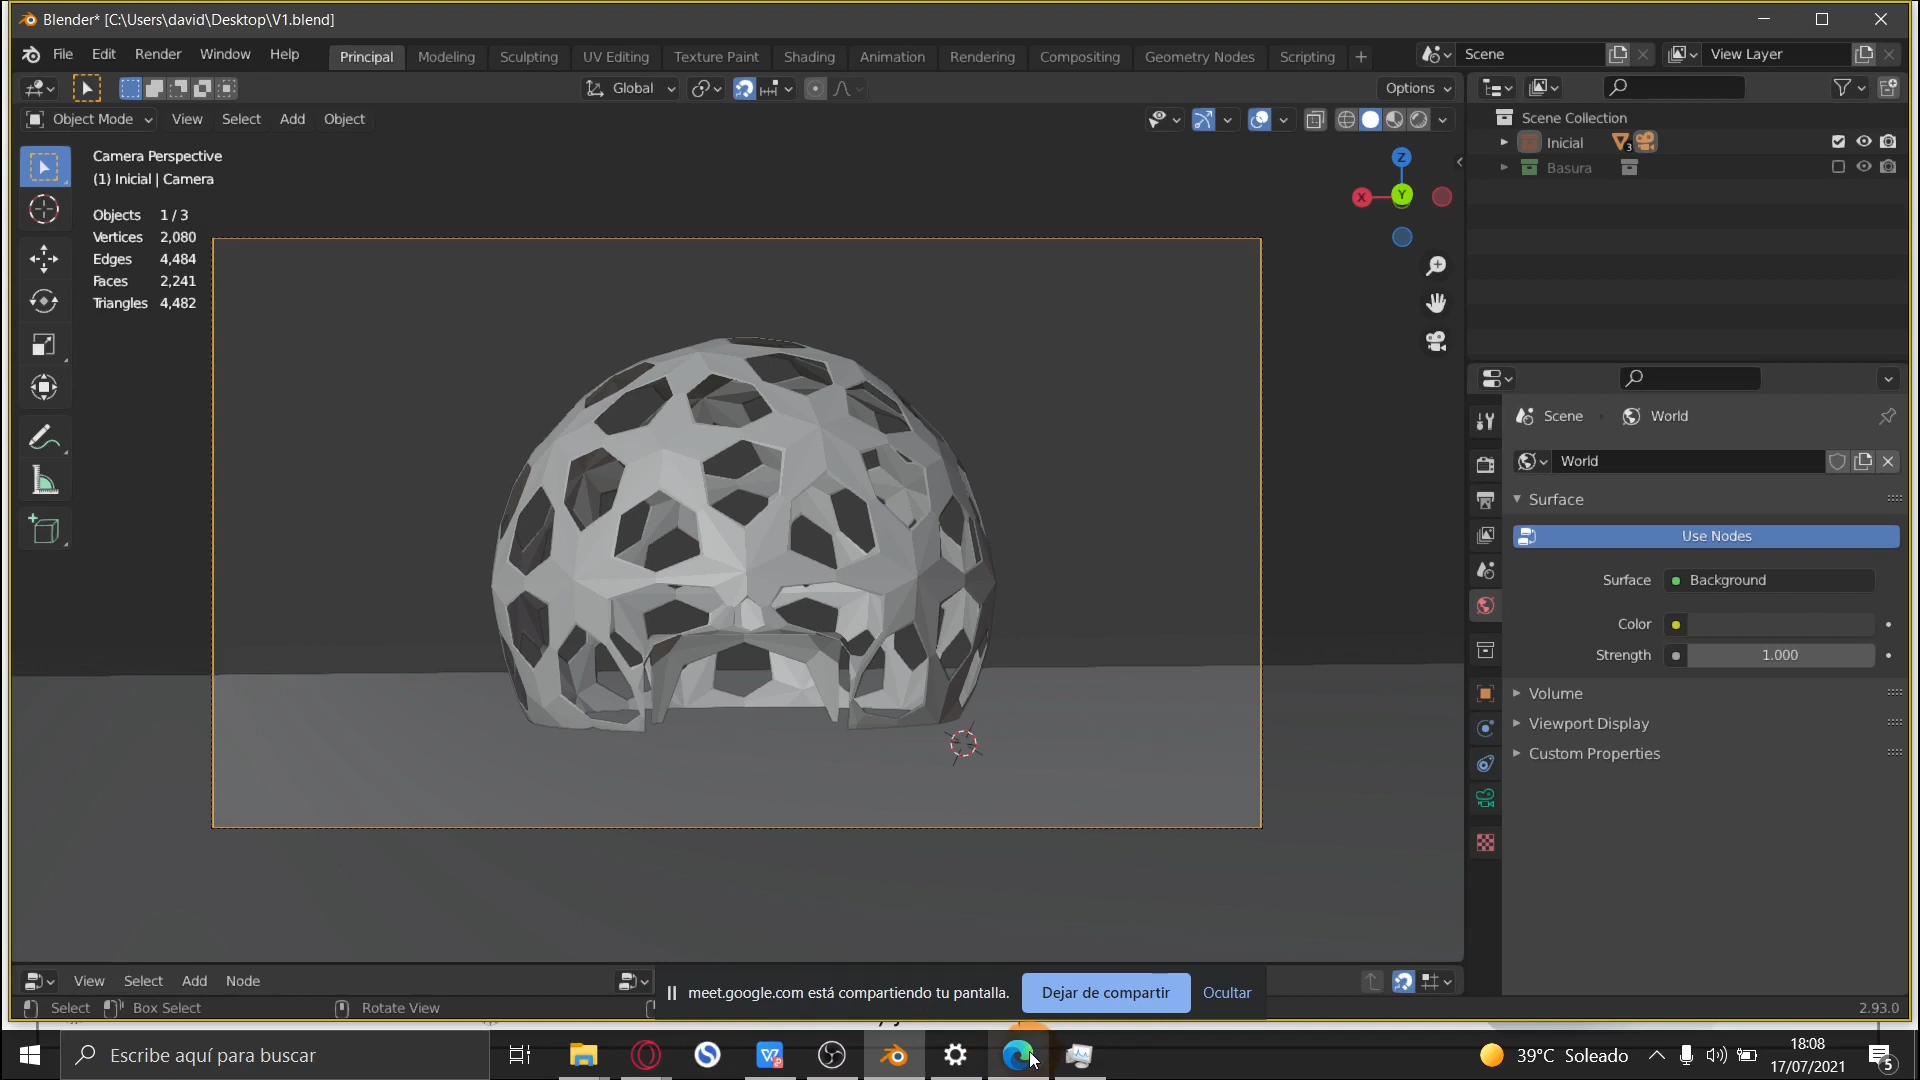 Blender* [C:\Users\david\Desktop\V1.blend]
File Edit Render Window Help Principal Modeling Sculpting UV Editing Texture Paint Shading Animation Rendering Compositing Geometry Nodes Scripting + Scene View Layer
Global Options
Object Mode View Select Add Object
Camera Perspective
(1) Inicial | Camera
Objects 1 / 3
Vertices 2,080
Edges 4,484
Faces 2,241
Triangles 4,482
Z
X
Y
Scene Collection
Inicial 3
Basura
Scene World
World
Surface
Use Nodes
Surface Background
Color
Strength 1.000
Volume
Viewport Display
Custom Properties
View Select Add Node
meet.google.com está compartiendo tu pantalla. Dejar de compartir Ocultar
Select Box Select Rotate View
2.93.0
Escribe aquí para buscar
39°C Soleado
18:08
17/07/2021
5